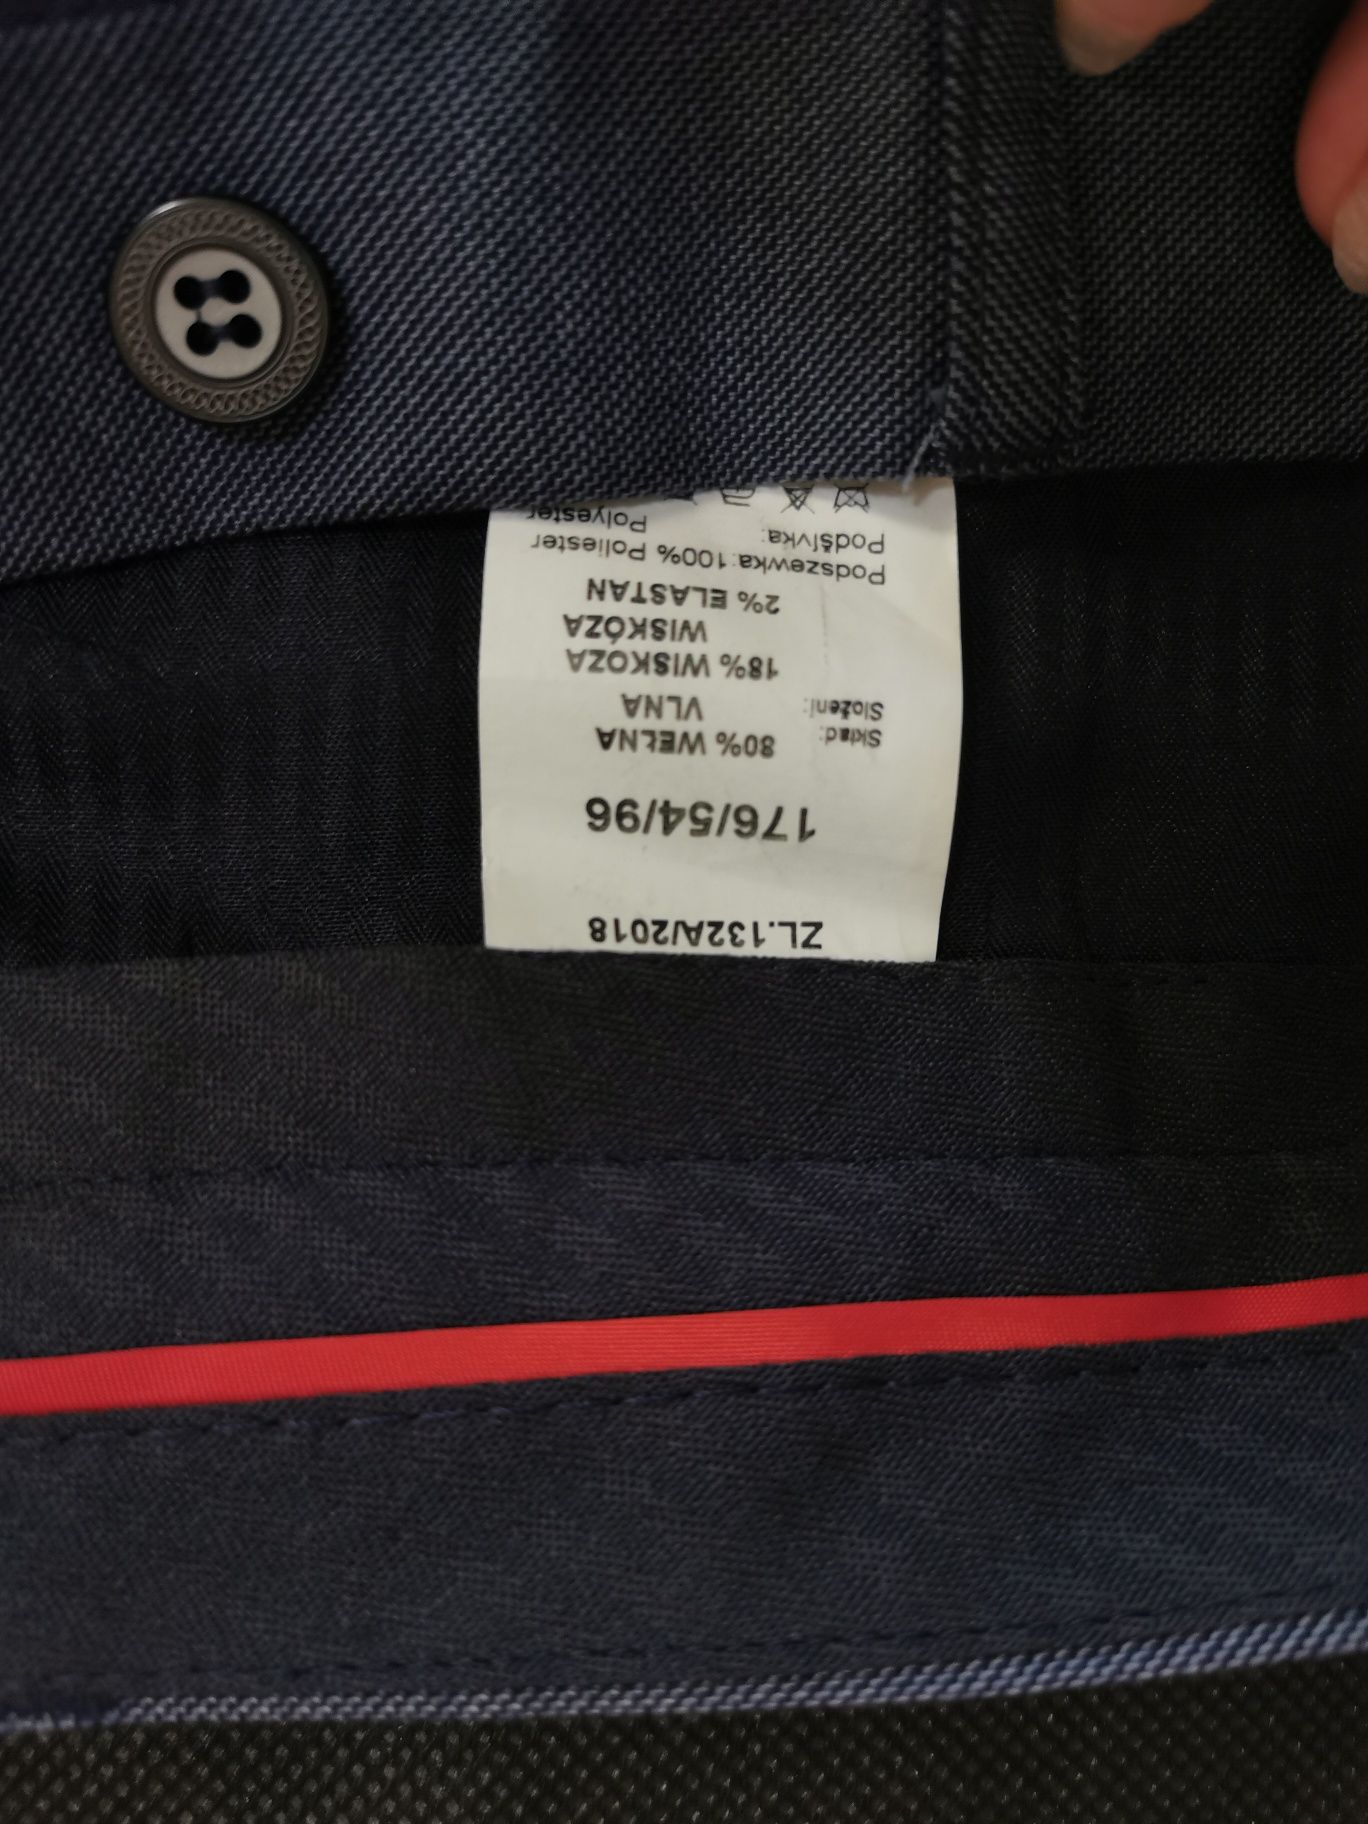 ZL.132A/2018
176/54/96
Skład: 80% WEŁNA
Složení: VLNA
18% WISKOZA
WISKÓZA
2% ELASTAN
Podszewka:100% Poliester
Podšívka: Polyester